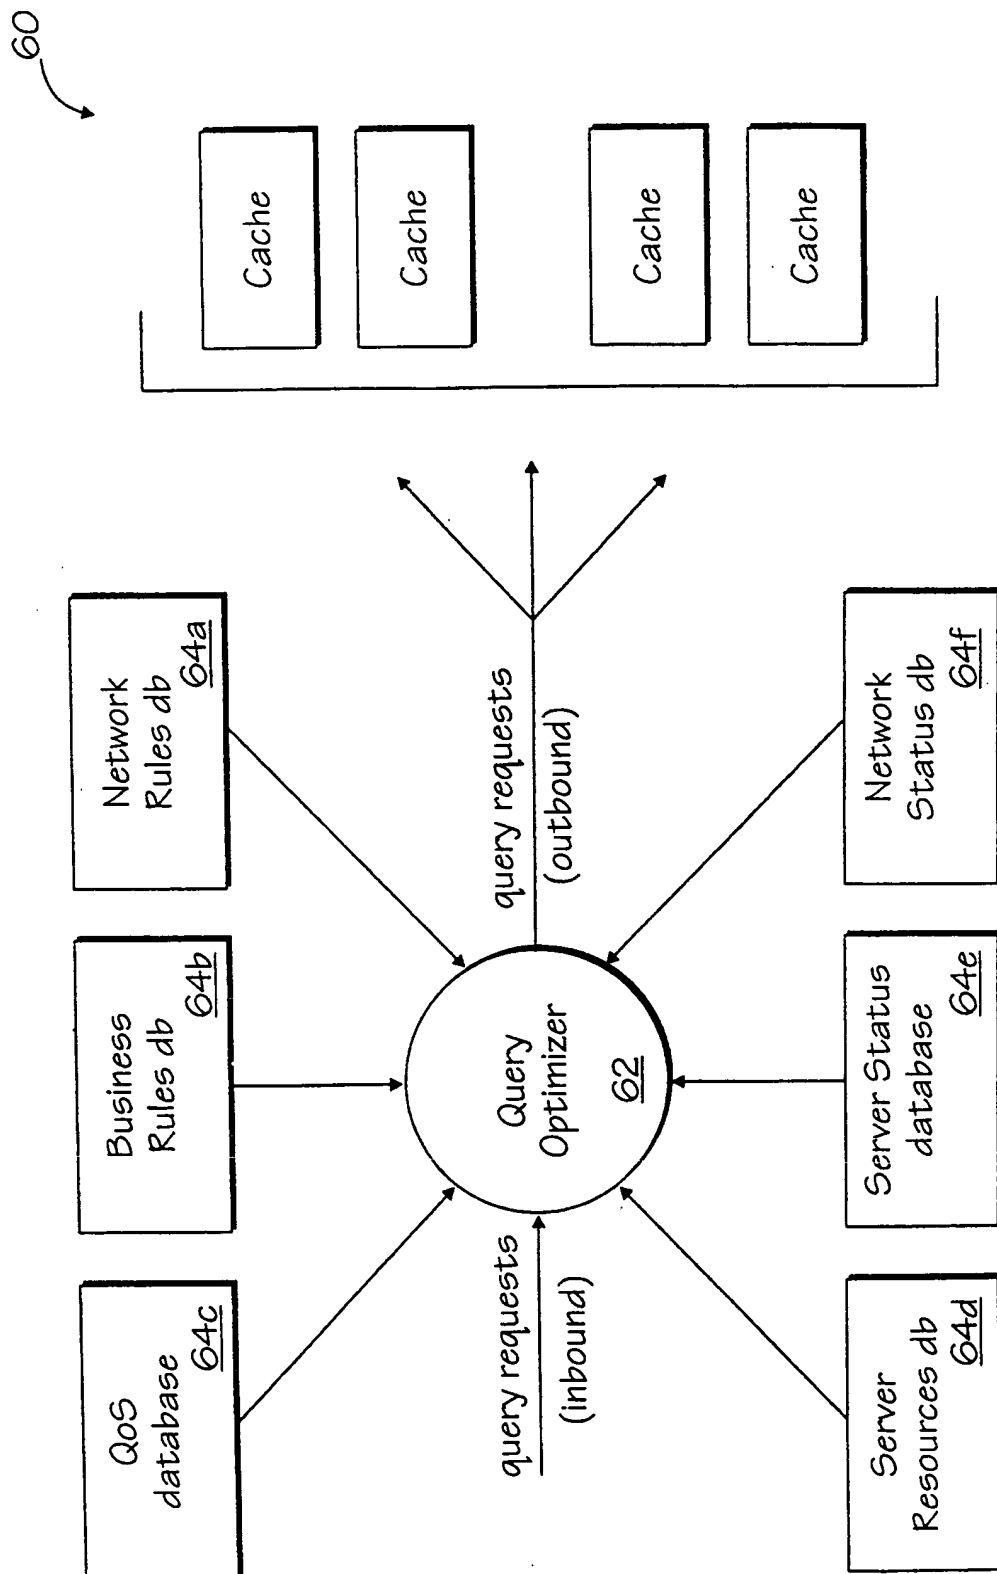 60
QoS
database
64c
Business
Rules db
64b
Network
Rules db
64a
query requests
(inbound)
Query
Optimizer
62
query requests
(outbound)
Cache
Cache
Cache
Cache
Server
Resources db
64d
Server Status
database
64e
Network
Status db
64f